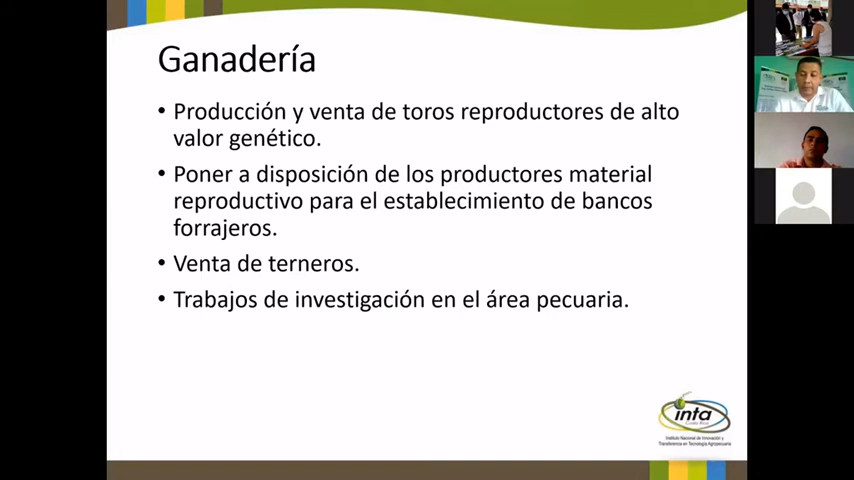 Ganadería
• Producción y venta de toros reproductores de alto
valor genético.
• Poner a disposición de los productores material
reproductivo para el establecimiento de bancos
forrajeros.
• Venta de terneros.
• Trabajos de investigación en el área pecuaria.
inta
Costa Rica
Instituto Nacional de Innovación y
Transferencia en Tecnología Agropecuaria